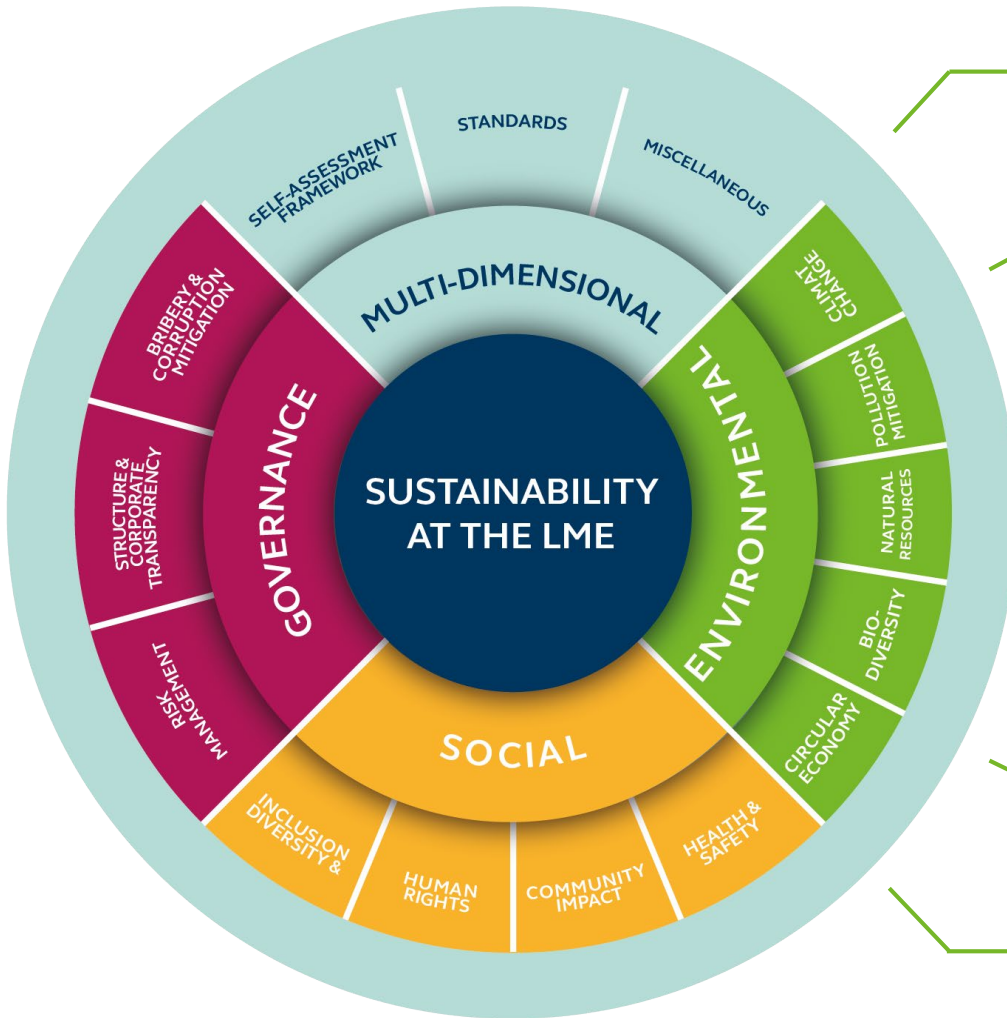 SELF-ASSESSMENT
FRAMEWORK
STANDARDS
MISCELLANEOUS
MULTI-DIMENSIONAL
CLIMAT
CHANGE
POLLUTION
MITIGATION
NATURAL
RESOURCES
BIO-
DIVERSITY
CIRCULAR
ECONOMY
ENVIRONMENTAL
SUSTAINABILITY
AT THE LME
GOVERNANCE
BRIBERY &
CORRUPTION
MITIGATION
STRUCTURE &
CORPORATE
TRANSPARENCY
RISK
MANAGEMENT
SOCIAL
INCLUSION
DIVERSITY &
HUMAN
RIGHTS
COMMUNITY
IMPACT
HEALTH &
SAFETY